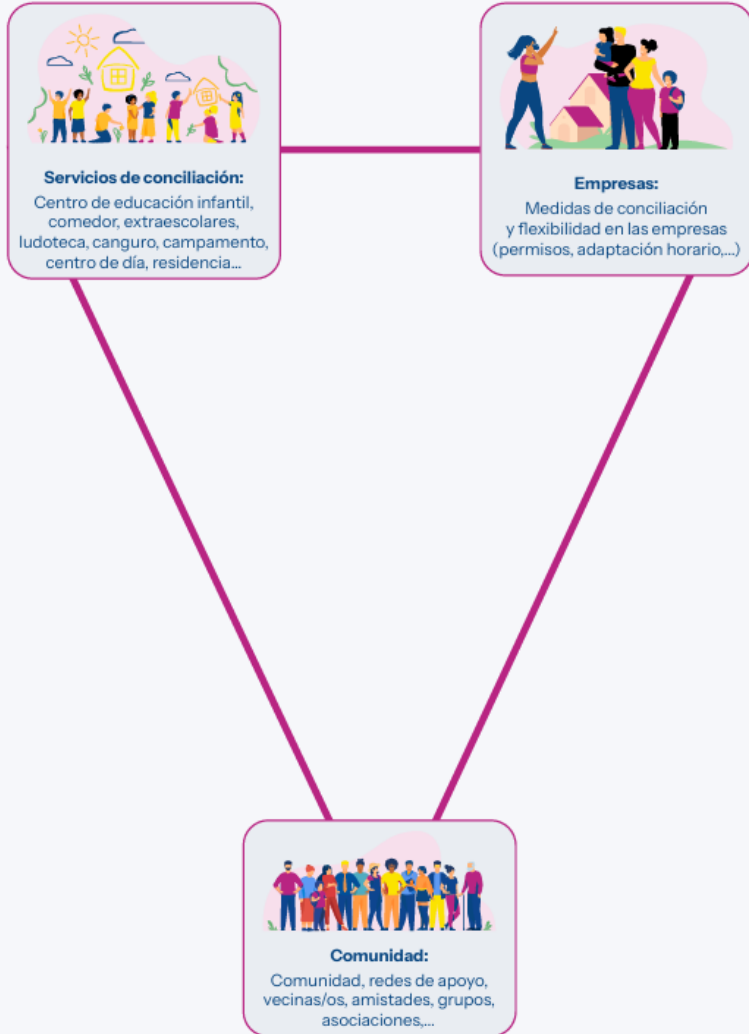 Servicios de conciliación:
Centro de educación infantil,
comedor, extraescolares,
ludoteca, canguro, campamento,
centro de día, residencia...
Empresas:
Medidas de conciliación
y flexibilidad en las empresas
(permisos, adaptación horario,...)
Comunidad:
Comunidad, redes de apoyo,
vecinas/os, amistades, grupos,
asociaciones,...